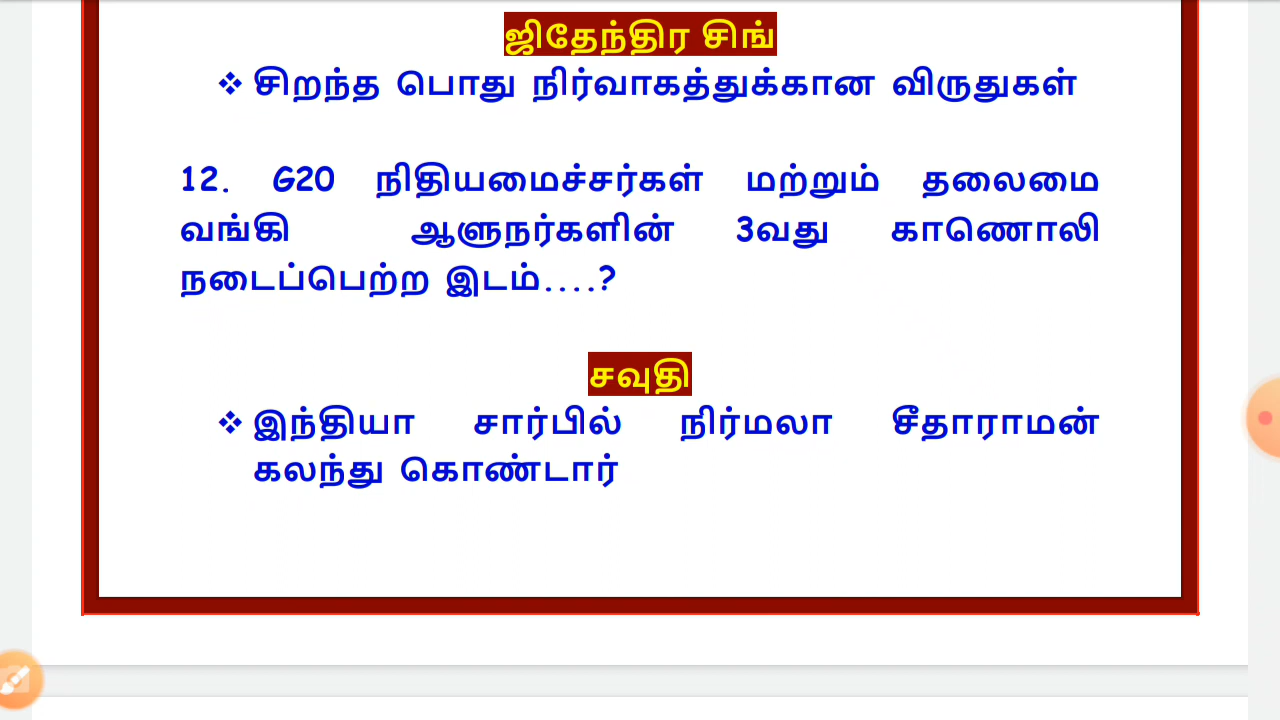 ஜிதேந்திர சிங்
❖ சிறந்த பொது நிர்வாகத்துக்கான விருதுகள்
12. G20 நிதியமைச்சர்கள் மற்றும் தலைமை
வங்கி ஆளுநர்களின் 3வது காணொலி
நடைப்பெற்ற இடம்....?
சவுதி
❖ இந்தியா சார்பில் நிர்மலா சீதாராமன்
கலந்து கொண்டார்